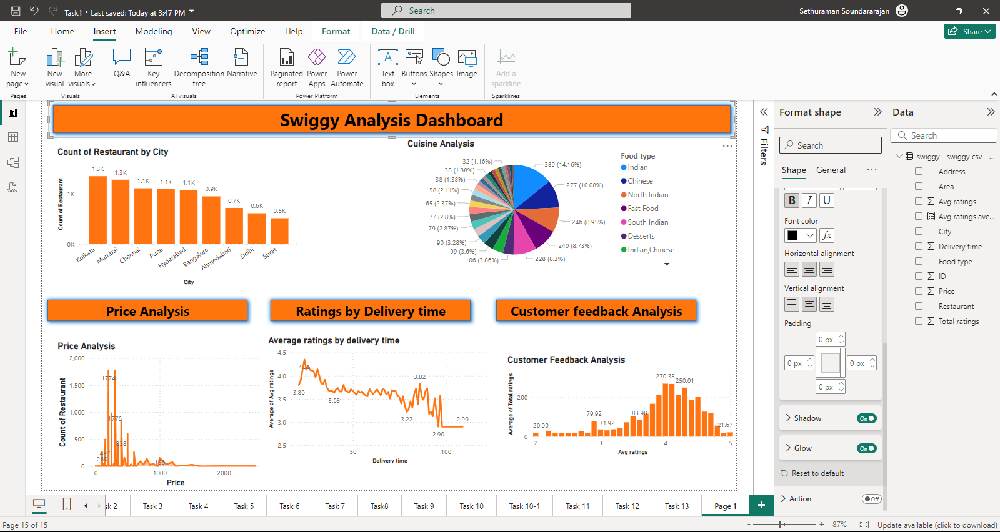 Task1 • Last saved: Today at 3:47 PM
Search
Sethuraman Soundararajan
File Home Insert Modeling View Optimize Help Format Data / Drill
Share
New page
New visual
More visuals
Q&A
Key influencers
Decomposition tree
Narrative
Paginated report
Power Apps
Power Automate
Text box
Buttons
Shapes
Image
Add a sparkline
Pages
Visuals
AI visuals
Power Platform
Elements
Sparklines
Swiggy Analysis Dashboard
Count of Restaurant by City
Count of Restaurant
1K
0K
1.3K
1.3K
1.1K
1.1K
1.1K
0.9K
0.7K
0.6K
0.5K
Kolkata
Mumbai
Chennai
Pune
Hyderabad
Bangalore
Ahmedabad
Delhi
Surat
City
Cuisine Analysis
389 (14.16%)
277 (10.08%)
246 (8.95%)
240 (8.73%)
228 (8.3%)
106 (3.86%)
99 (3.6%)
90 (3.28%)
79 (2.87%)
77 (2.8%)
65 (2.37%)
58 (2.11%)
38 (1.38%)
38 (1.38%)
32 (1.16%)
Food type
Indian
Chinese
North Indian
Fast Food
South Indian
Desserts
Indian,Chinese
Price Analysis
Ratings by Delivery time
Customer feedback Analysis
Price Analysis
Count of Restaurant
2,000
1,500
1,000
500
0
1774
1776
838
497
265
156
0
1000
2000
Price
Average ratings by delivery time
Average of Avg ratings
4.5
4.0
3.5
3.0
2.5
4.35
3.80
3.63
3.82
3.22
2.90
2.90
50
100
Delivery time
Customer Feedback Analysis
Average of Total ratings
200
0
20.00
79.92
31.92
83.98
270.38
250.01
21.67
2
3
4
5
Avg ratings
Filters
Format shape
Search
Shape
General
B I U
Font color
fx
Horizontal alignment
Vertical alignment
Padding
0 px
0 px
0 px
0 px
Shadow
On
Glow
On
Reset to default
Action
Off
Data
Search
swiggy - swiggy csv - ...
Address
Area
Avg ratings
Avg ratings ave...
City
Delivery time
Food type
ID
Price
Restaurant
Total ratings
sk 2
Task 3
Task 4
Task 5
Task 6
Task 7
Task8
Task 9
Task 10
Task 10-1
Task 11
Task 12
Task 13
Page 1
+
Page 15 of 15
- + 87%
Update available (click to download)